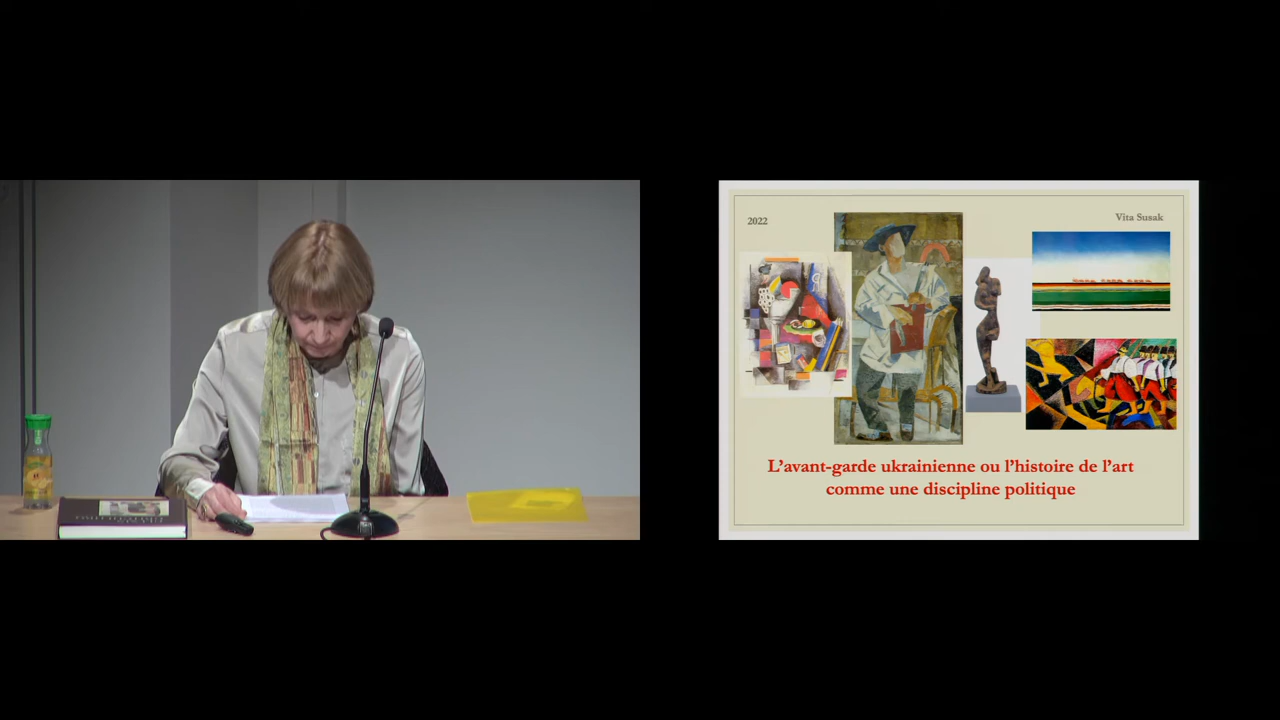 2022
Vita Susak
L'avant-garde ukrainienne ou l'histoire de l'art
comme une discipline politique